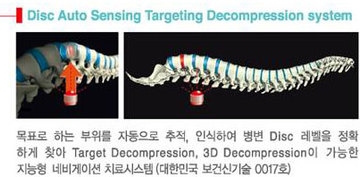 Disc Auto Sensing Targeting Decompression system
목표로 하는 부위를 자동으로 추적, 인식하여 병변 Disc 레벨을 정확
하게 찾아 Target Decompression, 3D Decompression이 가능한
지능형 네비게이션 치료시스템 (대한민국 보건신기술 0017호)